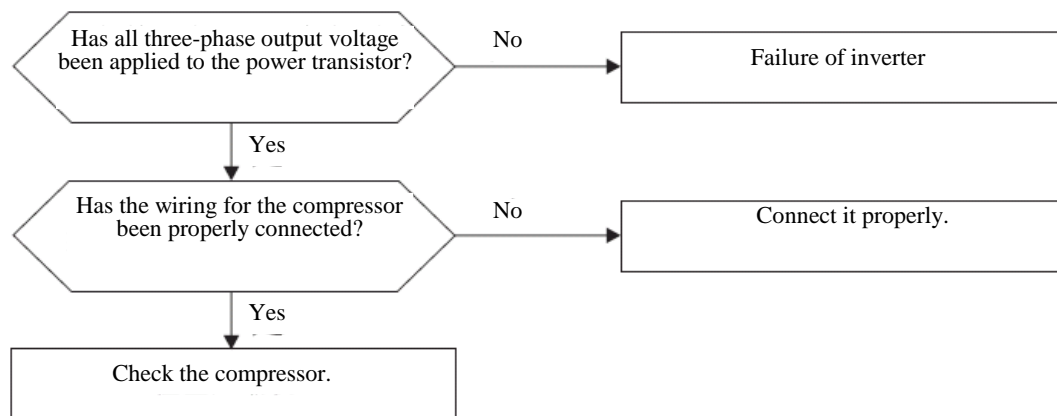 Has all three-phase output voltage
been applied to the power transistor?
No
Failure of inverter
Yes
Has the wiring for the compressor
been properly connected?
No
Connect it properly.
Yes
Check the compressor.